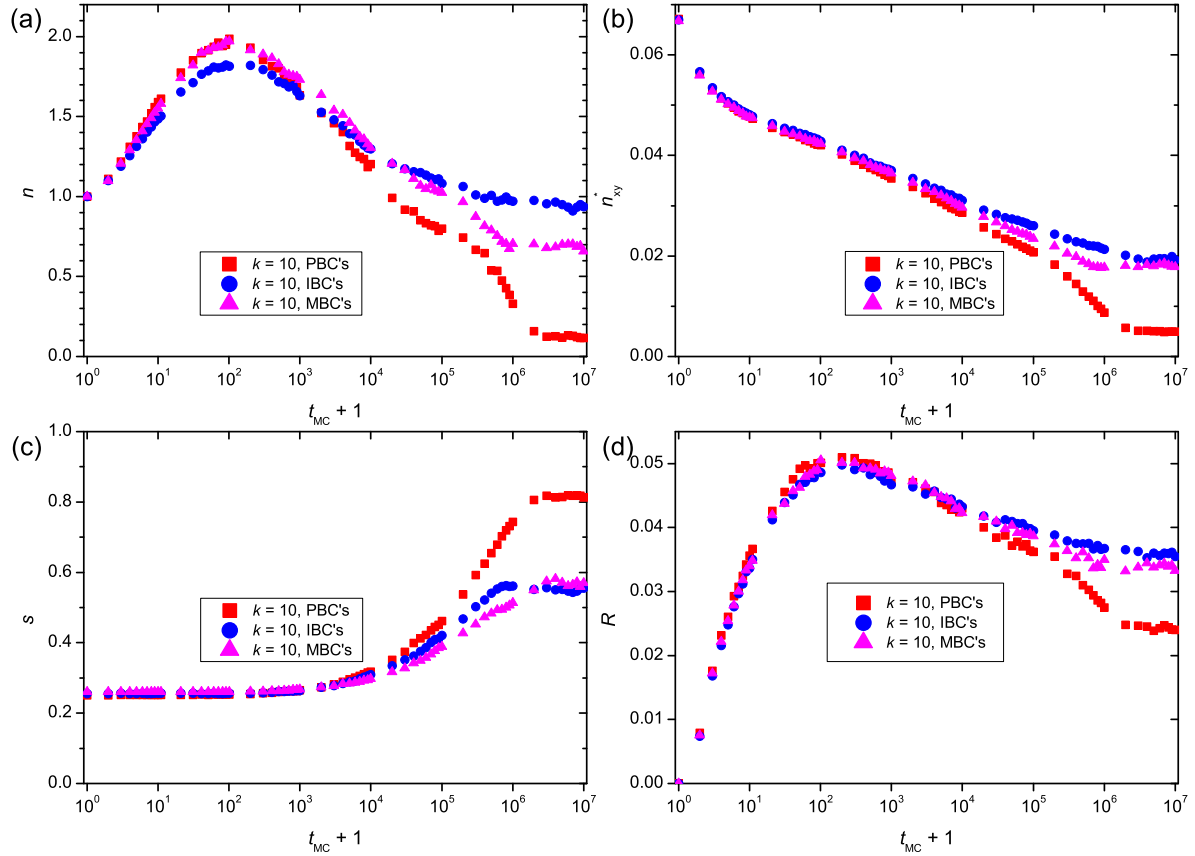 (a)
2.0
1.5
1.0
0.5
0.0
n
k = 10, PBC's
k = 10, IBC's
k = 10, MBC's
10^0 10^1 10^2 10^3 10^4 10^5 10^6 10^7
t_MC + 1
(b)
0.06
0.04
0.02
0.00
n*_xy
k = 10, PBC's
k = 10, IBC's
k = 10, MBC's
10^0 10^1 10^2 10^3 10^4 10^5 10^6 10^7
t_MC + 1
(c)
1.0
0.8
0.6
0.4
0.2
0.0
s
k = 10, PBC's
k = 10, IBC's
k = 10, MBC's
10^0 10^1 10^2 10^3 10^4 10^5 10^6 10^7
t_MC + 1
(d)
0.05
0.04
0.03
0.02
0.01
0.00
R
k = 10, PBC's
k = 10, IBC's
k = 10, MBC's
10^0 10^1 10^2 10^3 10^4 10^5 10^6 10^7
t_MC + 1